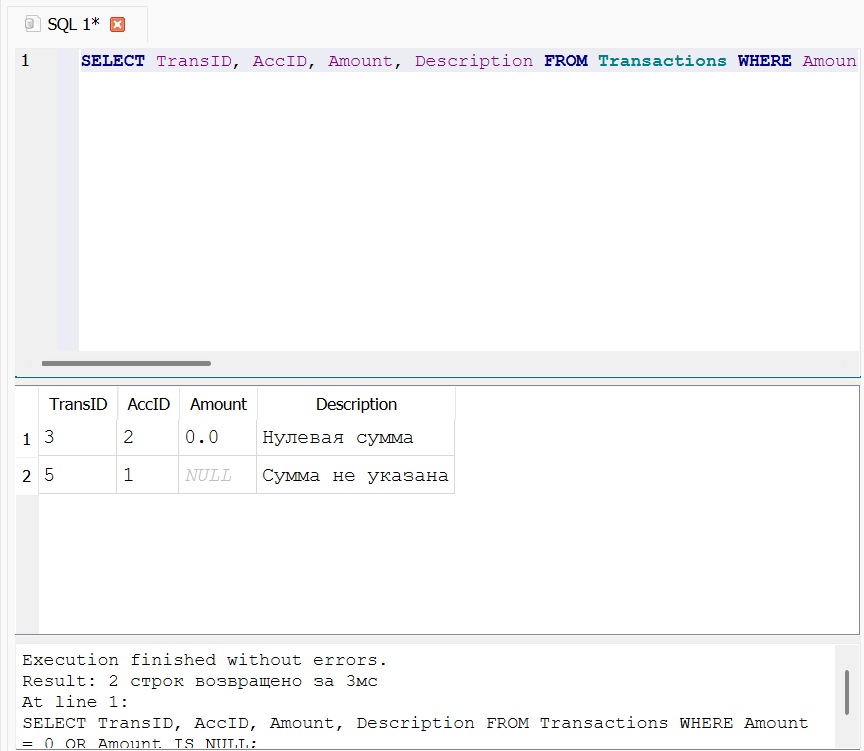 SQL 1*
1 SELECT TransID, AccID, Amount, Description FROM Transactions WHERE Amoun
TransID AccID Amount Description
1 3 2 0.0 Нулевая сумма
2 5 1 NULL Сумма не указана
Execution finished without errors.
Result: 2 строк возвращено за 3мс
At line 1:
SELECT TransID, AccID, Amount, Description FROM Transactions WHERE Amount
= 0 OR Amount IS NULL;